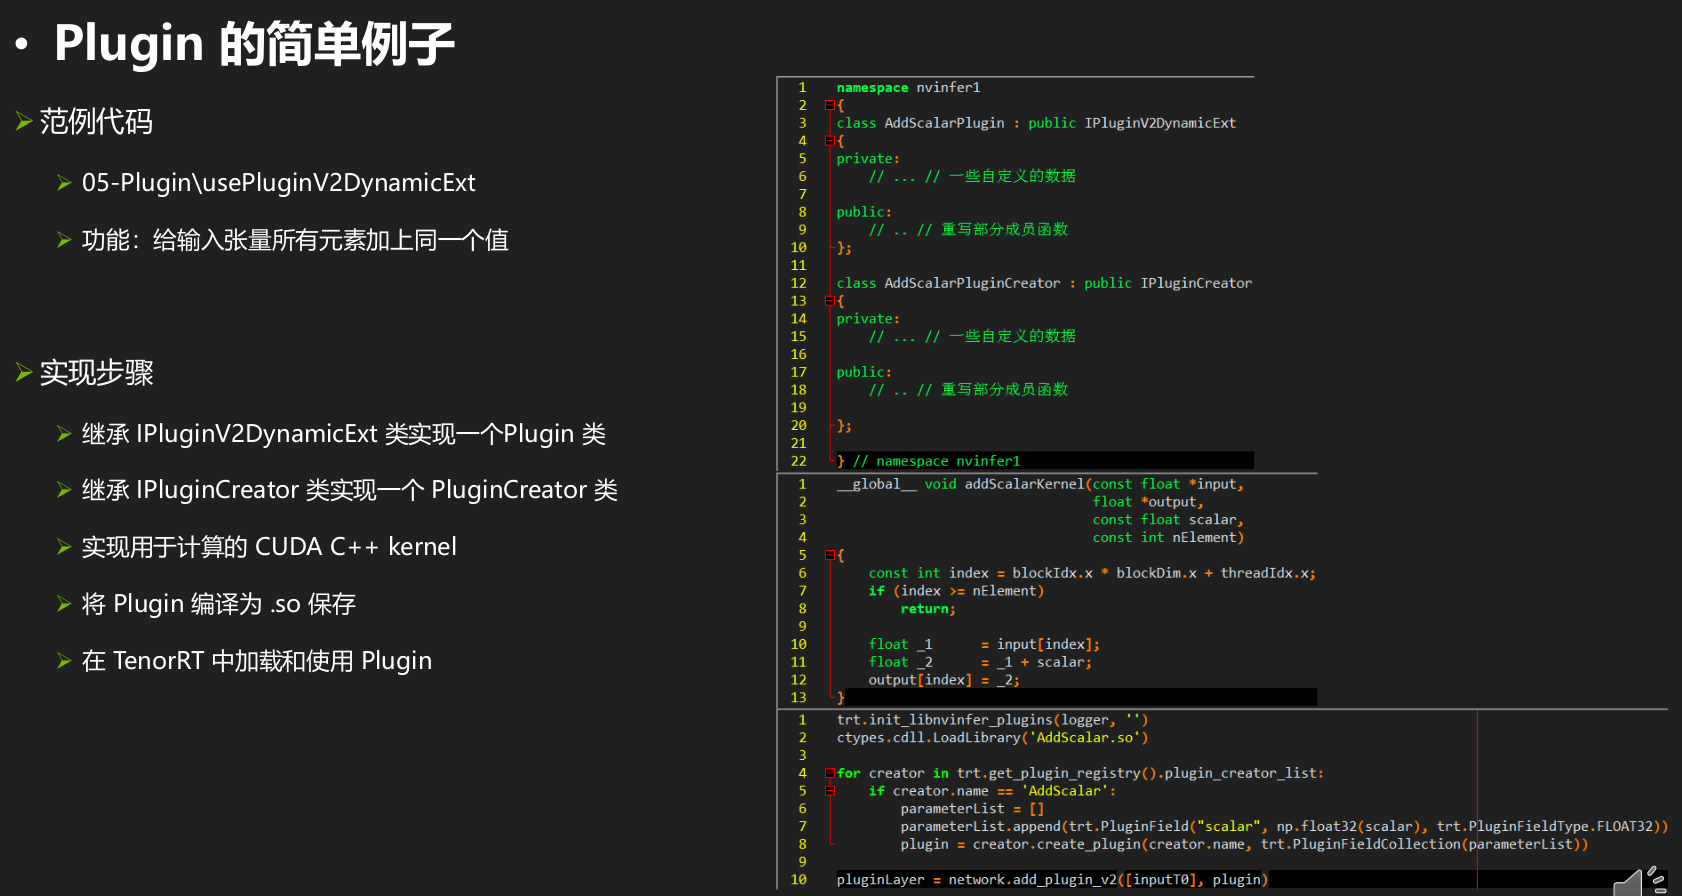 • Plugin 的简单例子
范例代码
05-Plugin\usePluginV2DynamicExt
功能：给输入张量所有元素加上同一个值
实现步骤
继承 IPluginV2DynamicExt 类实现一个Plugin 类
继承 IPluginCreator 类实现一个 PluginCreator 类
实现用于计算的 CUDA C++ kernel
将 Plugin 编译为 .so 保存
在 TenorRT 中加载和使用 Plugin
1 namespace nvinfer1
2 {
3 class AddScalarPlugin : public IPluginV2DynamicExt
4 {
5 private:
6     // ... // 一些自定义的数据
7
8 public:
9     // .. // 重写部分成员函数
10 };
11
12 class AddScalarPluginCreator : public IPluginCreator
13 {
14 private:
15     // ... // 一些自定义的数据
16
17 public:
18     // .. // 重写部分成员函数
19
20 };
21
22 } // namespace nvinfer1
1 __global__ void addScalarKernel(const float *input,
2                                 float *output,
3                                 const float scalar,
4                                 const int nElement)
5 {
6     const int index = blockIdx.x * blockDim.x + threadIdx.x;
7     if (index >= nElement)
8         return;
9
10     float _1      = input[index];
11     float _2      = _1 + scalar;
12     output[index] = _2;
13 }
1 trt.init_libnvinfer_plugins(logger, '')
2 ctypes.cdll.LoadLibrary('AddScalar.so')
3
4 for creator in trt.get_plugin_registry().plugin_creator_list:
5     if creator.name == 'AddScalar':
6         parameterList = []
7         parameterList.append(trt.PluginField("scalar", np.float32(scalar), trt.PluginFieldType.FLOAT32))
8         plugin = creator.create_plugin(creator.name, trt.PluginFieldCollection(parameterList))
9
10 pluginLayer = network.add_plugin_v2([inputT0], plugin)